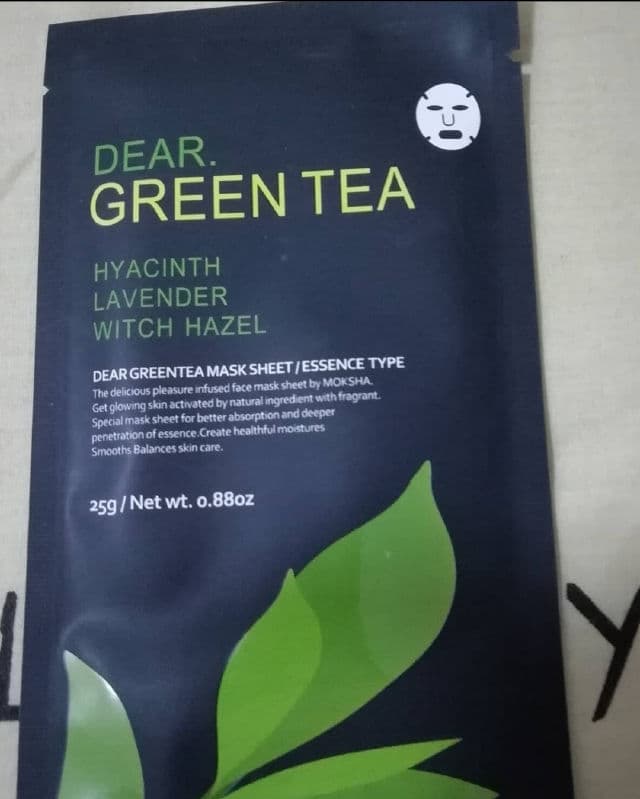 DEAR.
GREEN TEA
HYACINTH
LAVENDER
WITCH HAZEL
DEAR GREENTEA MASK SHEET / ESSENCE TYPE
The delicious pleasure infused face mask sheet by MOKSHA.
Get glowing skin activated by natural ingredient with fragrant.
Special mask sheet for better absorption and deeper
penetration of essence.Create healthful moistures
Smooths Balances skin care.
25g / Net wt. 0.88oz
Y